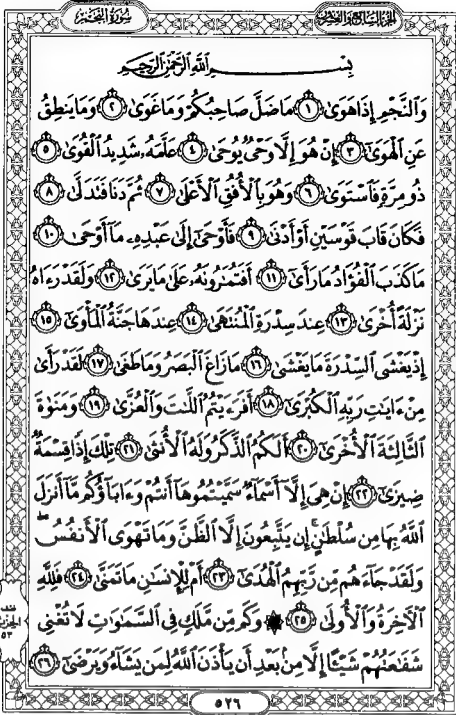 سُورَةُ النَّجْمِ
الجزء السابع والعشرون
بِسْمِ اللَّهِ الرَّحْمَٰنِ الرَّحِيمِ
وَالنَّجْمِ إِذَا هَوَىٰ ١ مَا ضَلَّ صَاحِبُكُمْ وَمَا غَوَىٰ ٢ وَمَا يَنطِقُ
عَنِ الْهَوَىٰ ٣ إِنْ هُوَ إِلَّا وَحْيٌ يُوحَىٰ ٤ عَلَّمَهُ شَدِيدُ الْقُوَىٰ ٥
ذُو مِرَّةٍ فَاسْتَوَىٰ ٦ وَهُوَ بِالْأُفُقِ الْأَعْلَىٰ ٧ ثُمَّ دَنَا فَتَدَلَّىٰ ٨
فَكَانَ قَابَ قَوْسَيْنِ أَوْ أَدْنَىٰ ٩ فَأَوْحَىٰ إِلَىٰ عَبْدِهِ مَا أَوْحَىٰ ١٠
مَا كَذَبَ الْفُؤَادُ مَا رَأَىٰ ١١ أَفَتُمَارُونَهُ عَلَىٰ مَا يَرَىٰ ١٢ وَلَقَدْ رَآهُ
نَزْلَةً أُخْرَىٰ ١٣ عِندَ سِدْرَةِ الْمُنتَهَىٰ ١٤ عِندَهَا جَنَّةُ الْمَأْوَىٰ ١٥
إِذْ يَغْشَى السِّدْرَةَ مَا يَغْشَىٰ ١٦ مَا زَاغَ الْبَصَرُ وَمَا طَغَىٰ ١٧ لَقَدْ رَأَىٰ
مِنْ آيَاتِ رَبِّهِ الْكُبْرَىٰ ١٨ أَفَرَأَيْتُمُ اللَّاتَ وَالْعُزَّىٰ ١٩ وَمَنَاةَ
الثَّالِثَةَ الْأُخْرَىٰ ٢٠ أَلَكُمُ الذَّكَرُ وَلَهُ الْأُنثَىٰ ٢١ تِلْكَ إِذًا قِسْمَةٌ
ضِيزَىٰ ٢٢ إِنْ هِيَ إِلَّا أَسْمَاءٌ سَمَّيْتُمُوهَا أَنتُمْ وَآبَاؤُكُم مَّا أَنزَلَ
اللَّهُ بِهَا مِن سُلْطَانٍ ۚ إِن يَتَّبِعُونَ إِلَّا الظَّنَّ وَمَا تَهْوَى الْأَنفُسُ ۖ
وَلَقَدْ جَاءَهُم مِّن رَّبِّهِمُ الْهُدَىٰ ٢٣ أَمْ لِلْإِنسَانِ مَا تَمَنَّىٰ ٢٤ فَلِلَّهِ
الْآخِرَةُ وَالْأُولَىٰ ٢٥ ۞ وَكَم مِّن مَّلَكٍ فِي السَّمَاوَاتِ لَا تُغْنِي
شَفَاعَتُهُمْ شَيْئًا إِلَّا مِن بَعْدِ أَن يَأْذَنَ اللَّهُ لِمَن يَشَاءُ وَيَرْضَىٰ ٢٦
الحزب
٥٣
٥٢٦